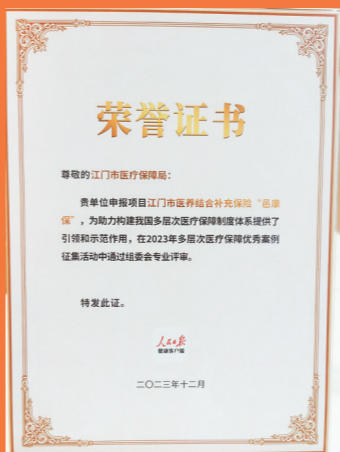 荣誉证书
尊敬的江门市医疗保障局：
贵单位申报项目江门市医养结合补充保险“邑康
保”，为助力构建我国多层次医疗保障制度体系提供了
引领和示范作用，在2023年多层次医疗保障优秀案例
征集活动中通过组委会专业评审。
特发此证。
人民日报
健康客户端
二〇二三年十二月